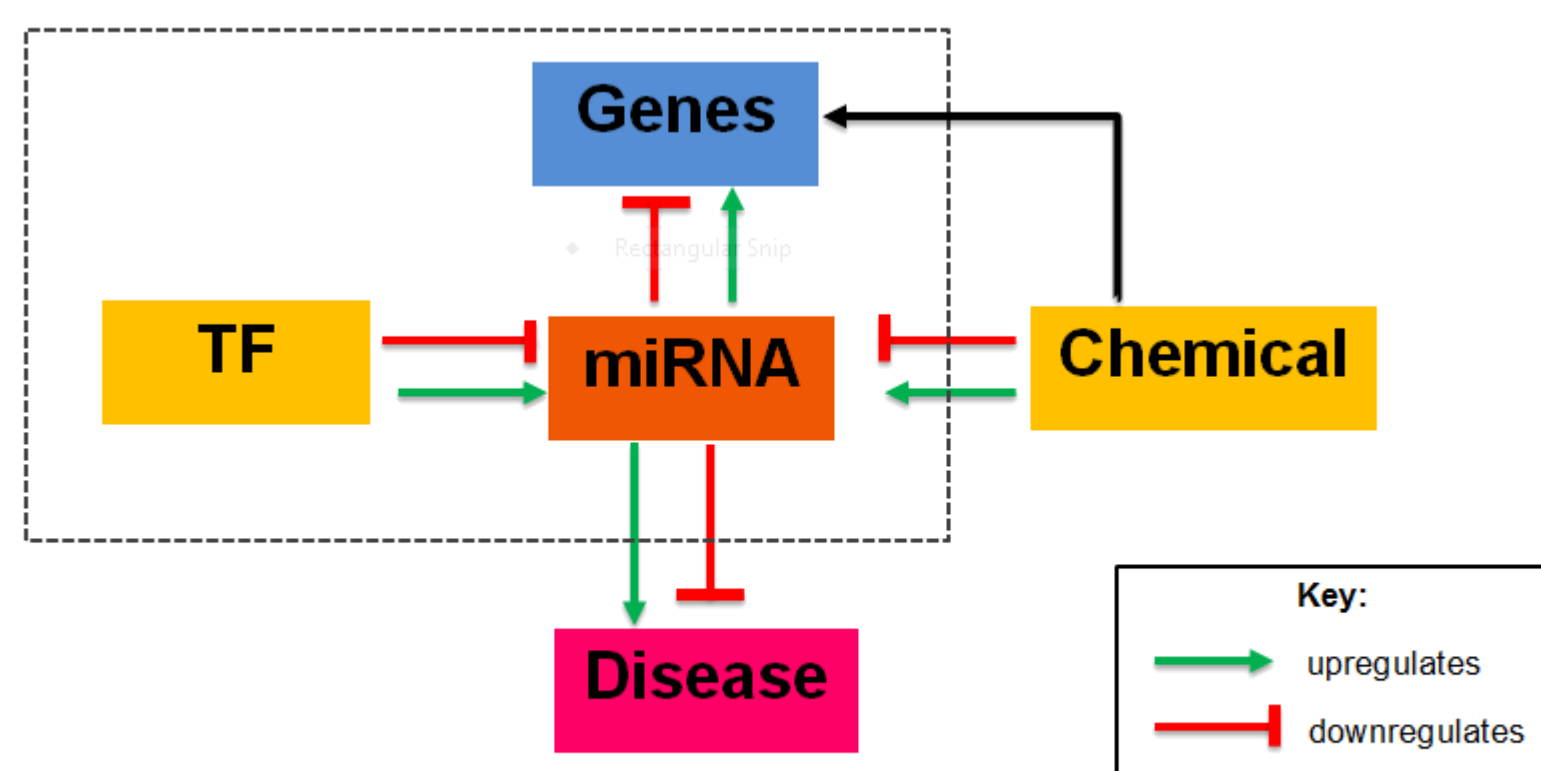 Genes
Rectangular Snip
TF
miRNA
Chemical
Disease
Key:
upregulates
downregulates